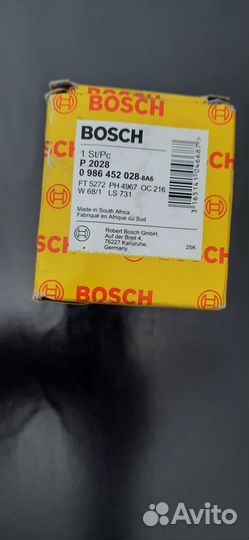 BOSCH
BOSCH
1 St/Pc
P 2028
0 986 452 028-8A6
FT 5272 PH 4967 OC 216
W 68/1 LS 731
Made in South Africa
Fabriqué en Afrique du Sud
Robert Bosch GmbH,
Auf der Breit 4,
76227 Karlsruhe,
Germany
25K
BOSCH
Avito